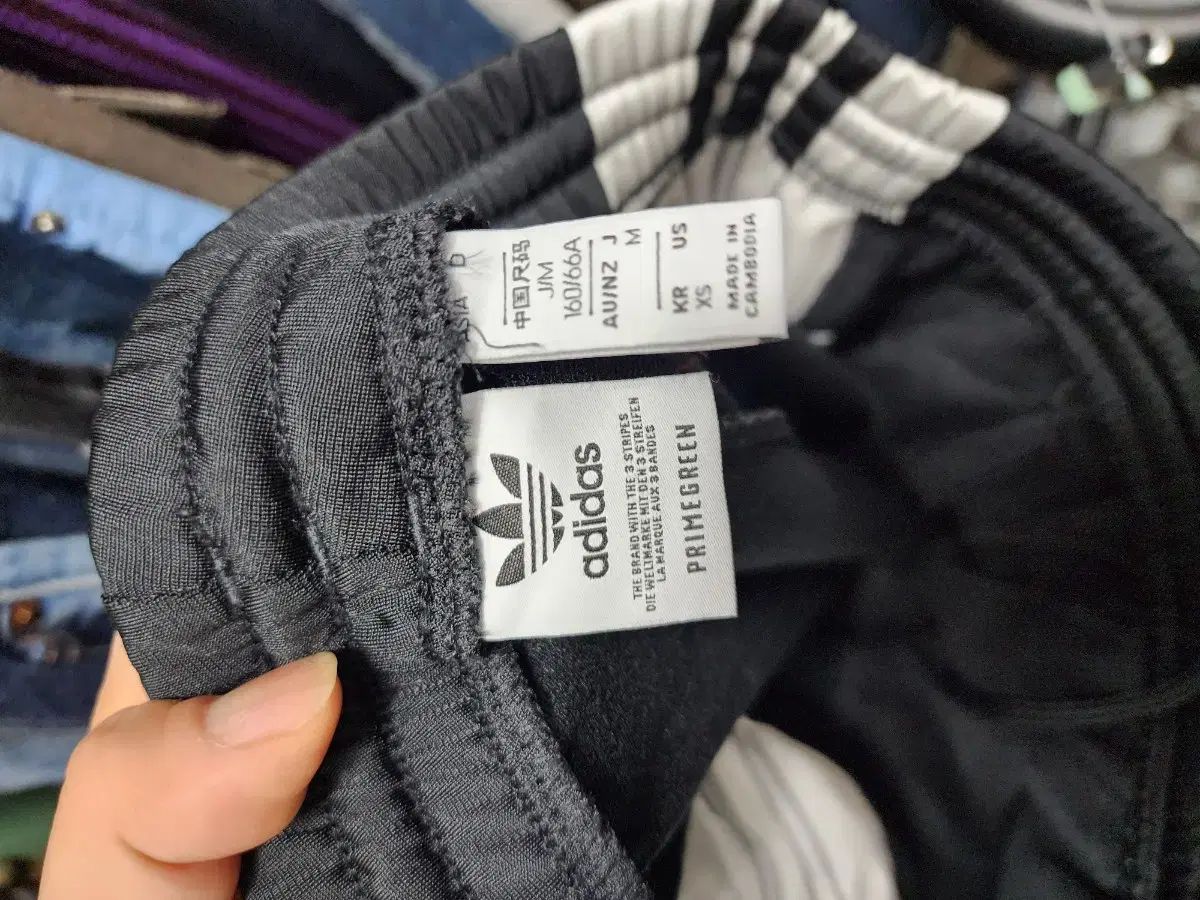 ASIA D
中国尺码
J/M
160/66A
AU/NZ J
M
KR US
XS
MADE IN
CAMBODIA
adidas
THE BRAND WITH THE 3 STRIPES
DIE WELTMARKE MIT DEN 3 STREIFEN
LA MARQUE AUX 3 BANDES
PRIMEGREEN